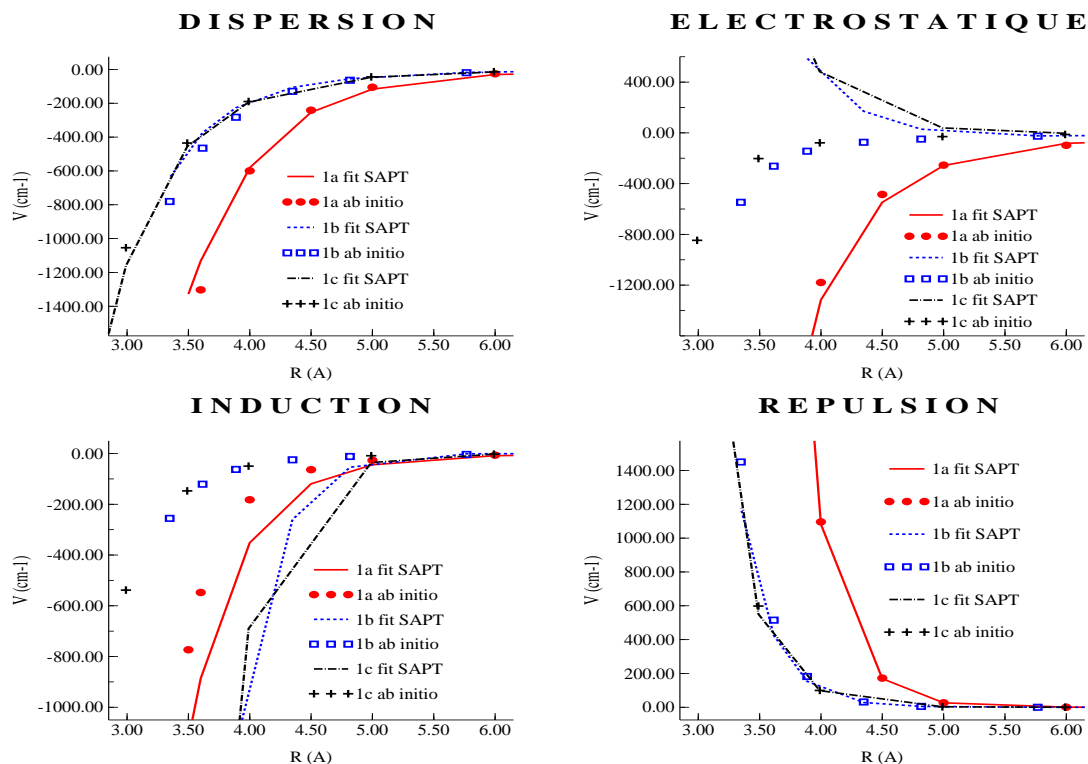 DISPERSION
0.00
-200.00
-400.00
-600.00
-800.00
-1000.00
-1200.00
-1400.00
V (cm-1)
1a fit SAPT
1a ab initio
1b fit SAPT
1b ab initio
1c fit SAPT
1c ab initio
3.00 3.50 4.00 4.50 5.00 5.50 6.00
R (A)
ELECTROSTATIQUE
400.00
0.00
-400.00
-800.00
-1200.00
V (cm-1)
1a fit SAPT
1a ab initio
1b fit SAPT
1b ab initio
1c fit SAPT
1c ab initio
3.00 3.50 4.00 4.50 5.00 5.50 6.00
R (A)
INDUCTION
0.00
-200.00
-400.00
-600.00
-800.00
-1000.00
V (cm-1)
1a fit SAPT
1a ab initio
1b fit SAPT
1b ab initio
1c fit SAPT
1c ab initio
3.00 3.50 4.00 4.50 5.00 5.50 6.00
R (A)
REPULSION
1400.00
1200.00
1000.00
800.00
600.00
400.00
200.00
0.00
V (cm-1)
1a fit SAPT
1a ab initio
1b fit SAPT
1b ab initio
1c fit SAPT
1c ab initio
3.00 3.50 4.00 4.50 5.00 5.50 6.00
R (A)